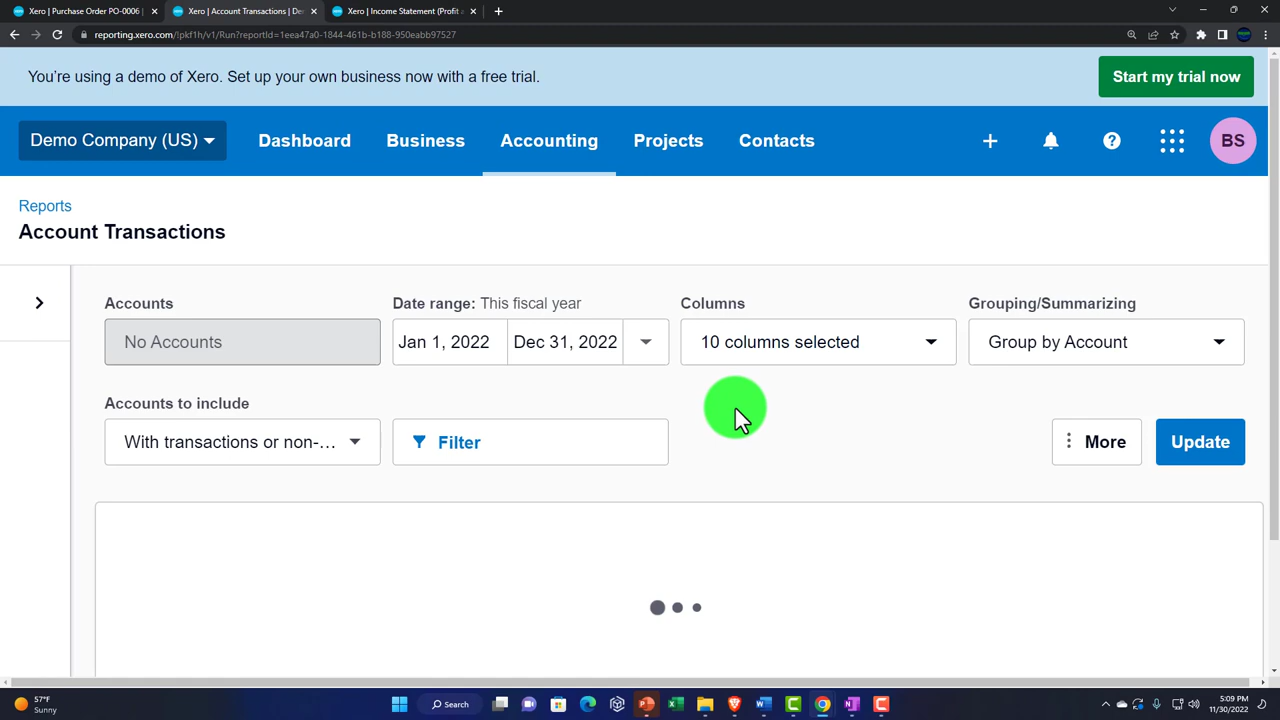 Xero | Purchase Order PO-0006 |
Xero | Account Transactions | De
Xero | Income Statement (Profit a
reporting.xero.com/!pkf1h/v1/Run?reportId=1eea47a0-1844-461b-b188-950eabb97527
You're using a demo of Xero. Set up your own business now with a free trial.
Start my trial now
Demo Company (US)
Dashboard
Business
Accounting
Projects
Contacts
BS
Reports
Account Transactions
Accounts
Date range: This fiscal year
Columns
Grouping/Summarizing
No Accounts
Jan 1, 2022
Dec 31, 2022
10 columns selected
Group by Account
Accounts to include
With transactions or non-...
Filter
More
Update
57°F
Sunny
Search
5:09 PM
11/30/2022